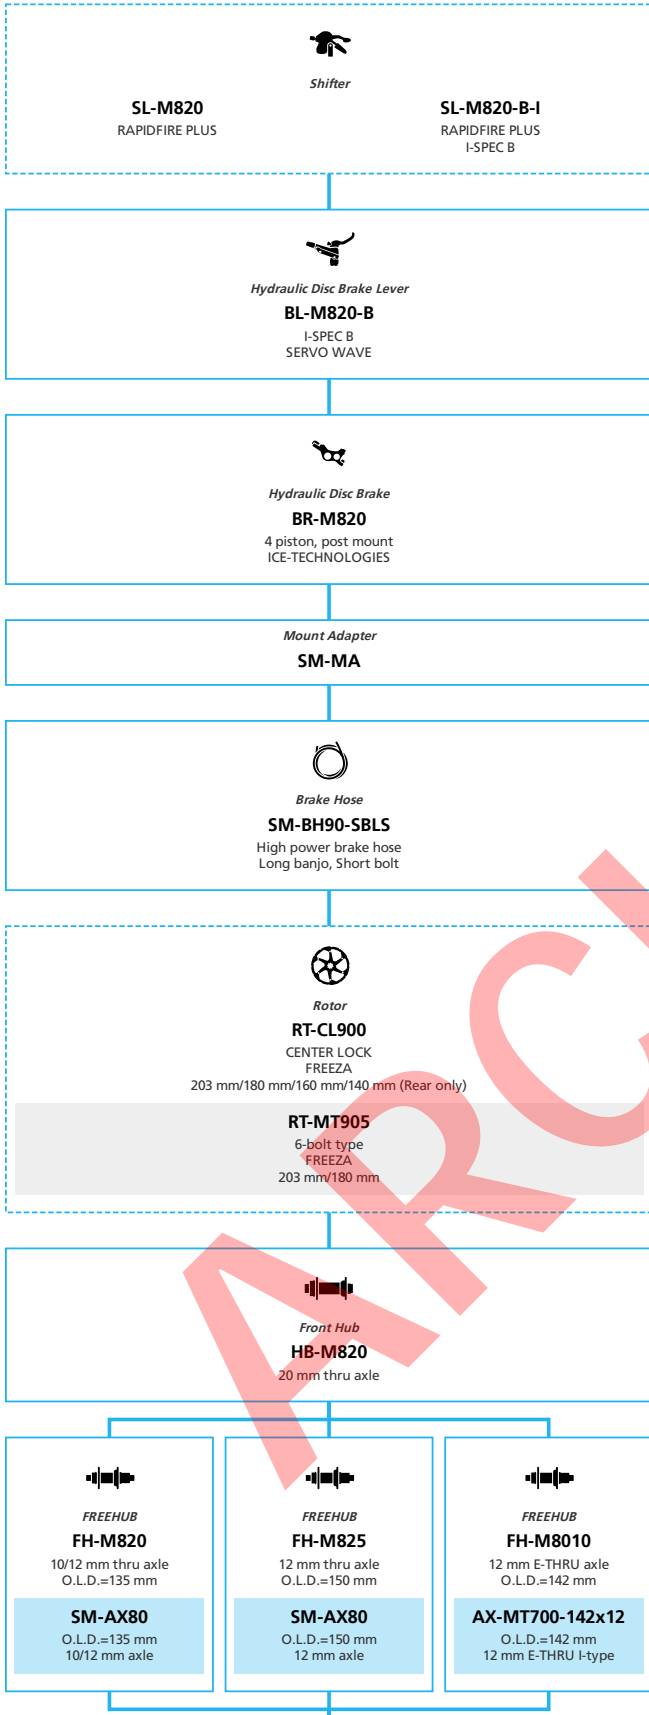 Shifter
SL-M820
RAPIDFIRE PLUS
SL-M820-B-I
RAPIDFIRE PLUS
I-SPEC B
Hydraulic Disc Brake Lever
BL-M820-B
I-SPEC B
SERVO WAVE
Hydraulic Disc Brake
BR-M820
4 piston, post mount
ICE-TECHNOLOGIES
Mount Adapter
SM-MA
Brake Hose
SM-BH90-SBLS
High power brake hose
Long banjo, Short bolt
Rotor
RT-CL900
CENTER LOCK
FREEZA
203 mm/180 mm/160 mm/140 mm (Rear only)
RT-MT905
6-bolt type
FREEZA
203 mm/180 mm
Front Hub
HB-M820
20 mm thru axle
FREEHUB
FH-M820
10/12 mm thru axle
O.L.D.=135 mm
SM-AX80
O.L.D.=135 mm
10/12 mm axle
FREEHUB
FH-M825
12 mm thru axle
O.L.D.=150 mm
SM-AX80
O.L.D.=150 mm
12 mm axle
FREEHUB
FH-M8010
12 mm E-THRU axle
O.L.D.=142 mm
AX-MT700-142x12
O.L.D.=142 mm
12 mm E-THRU I-type
ARC